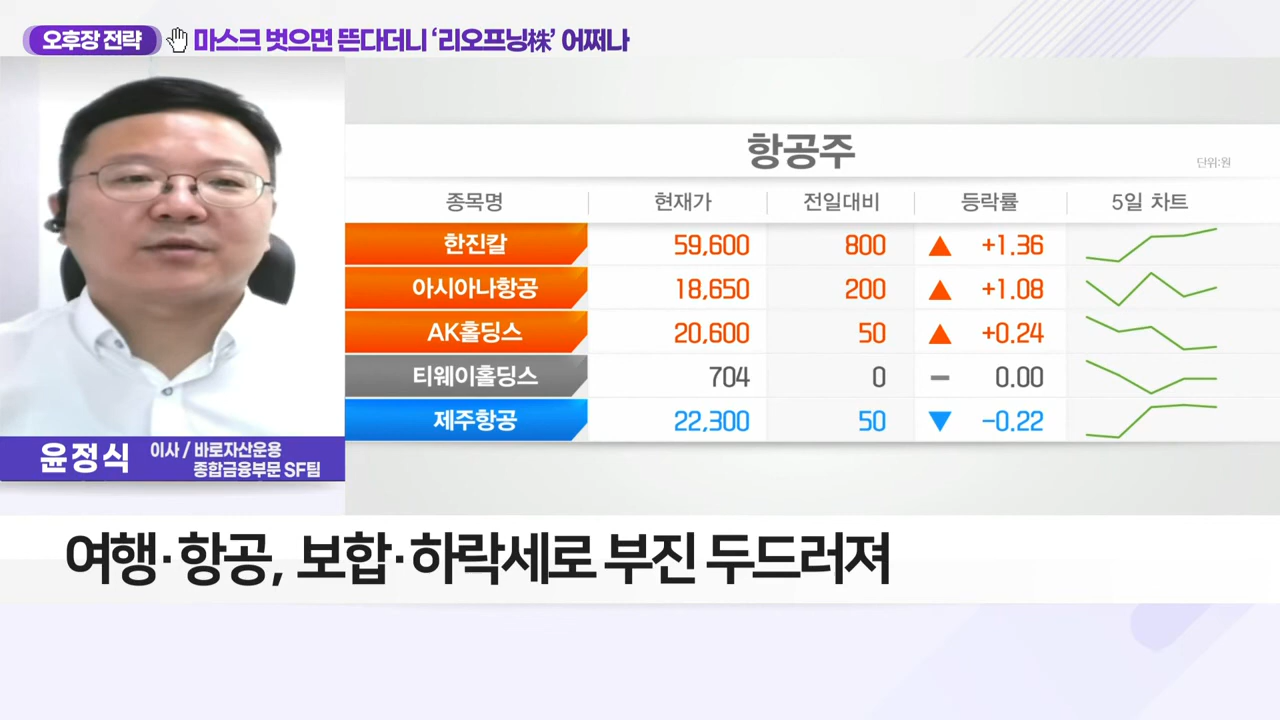 오후장 전략 마스크 벗으면 뜬다더니 ‘리오프닝株’ 어쩌나
항공주
단위:원
종목명 현재가 전일대비 등락률 5일 차트
한진칼 59,600 800 ▲ +1.36
아시아나항공 18,650 200 ▲ +1.08
AK홀딩스 20,600 50 ▲ +0.24
티웨이홀딩스 704 0 － 0.00
제주항공 22,300 50 ▼ -0.22
윤정식 이사 / 바로자산운용
종합금융부문 SF팀
여행·항공, 보합·하락세로 부진 두드러져